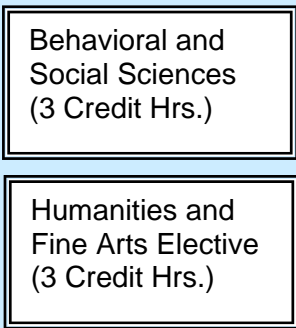 Behavioral and
Social Sciences
(3 Credit Hrs.)
Humanities and
Fine Arts Elective
(3 Credit Hrs.)